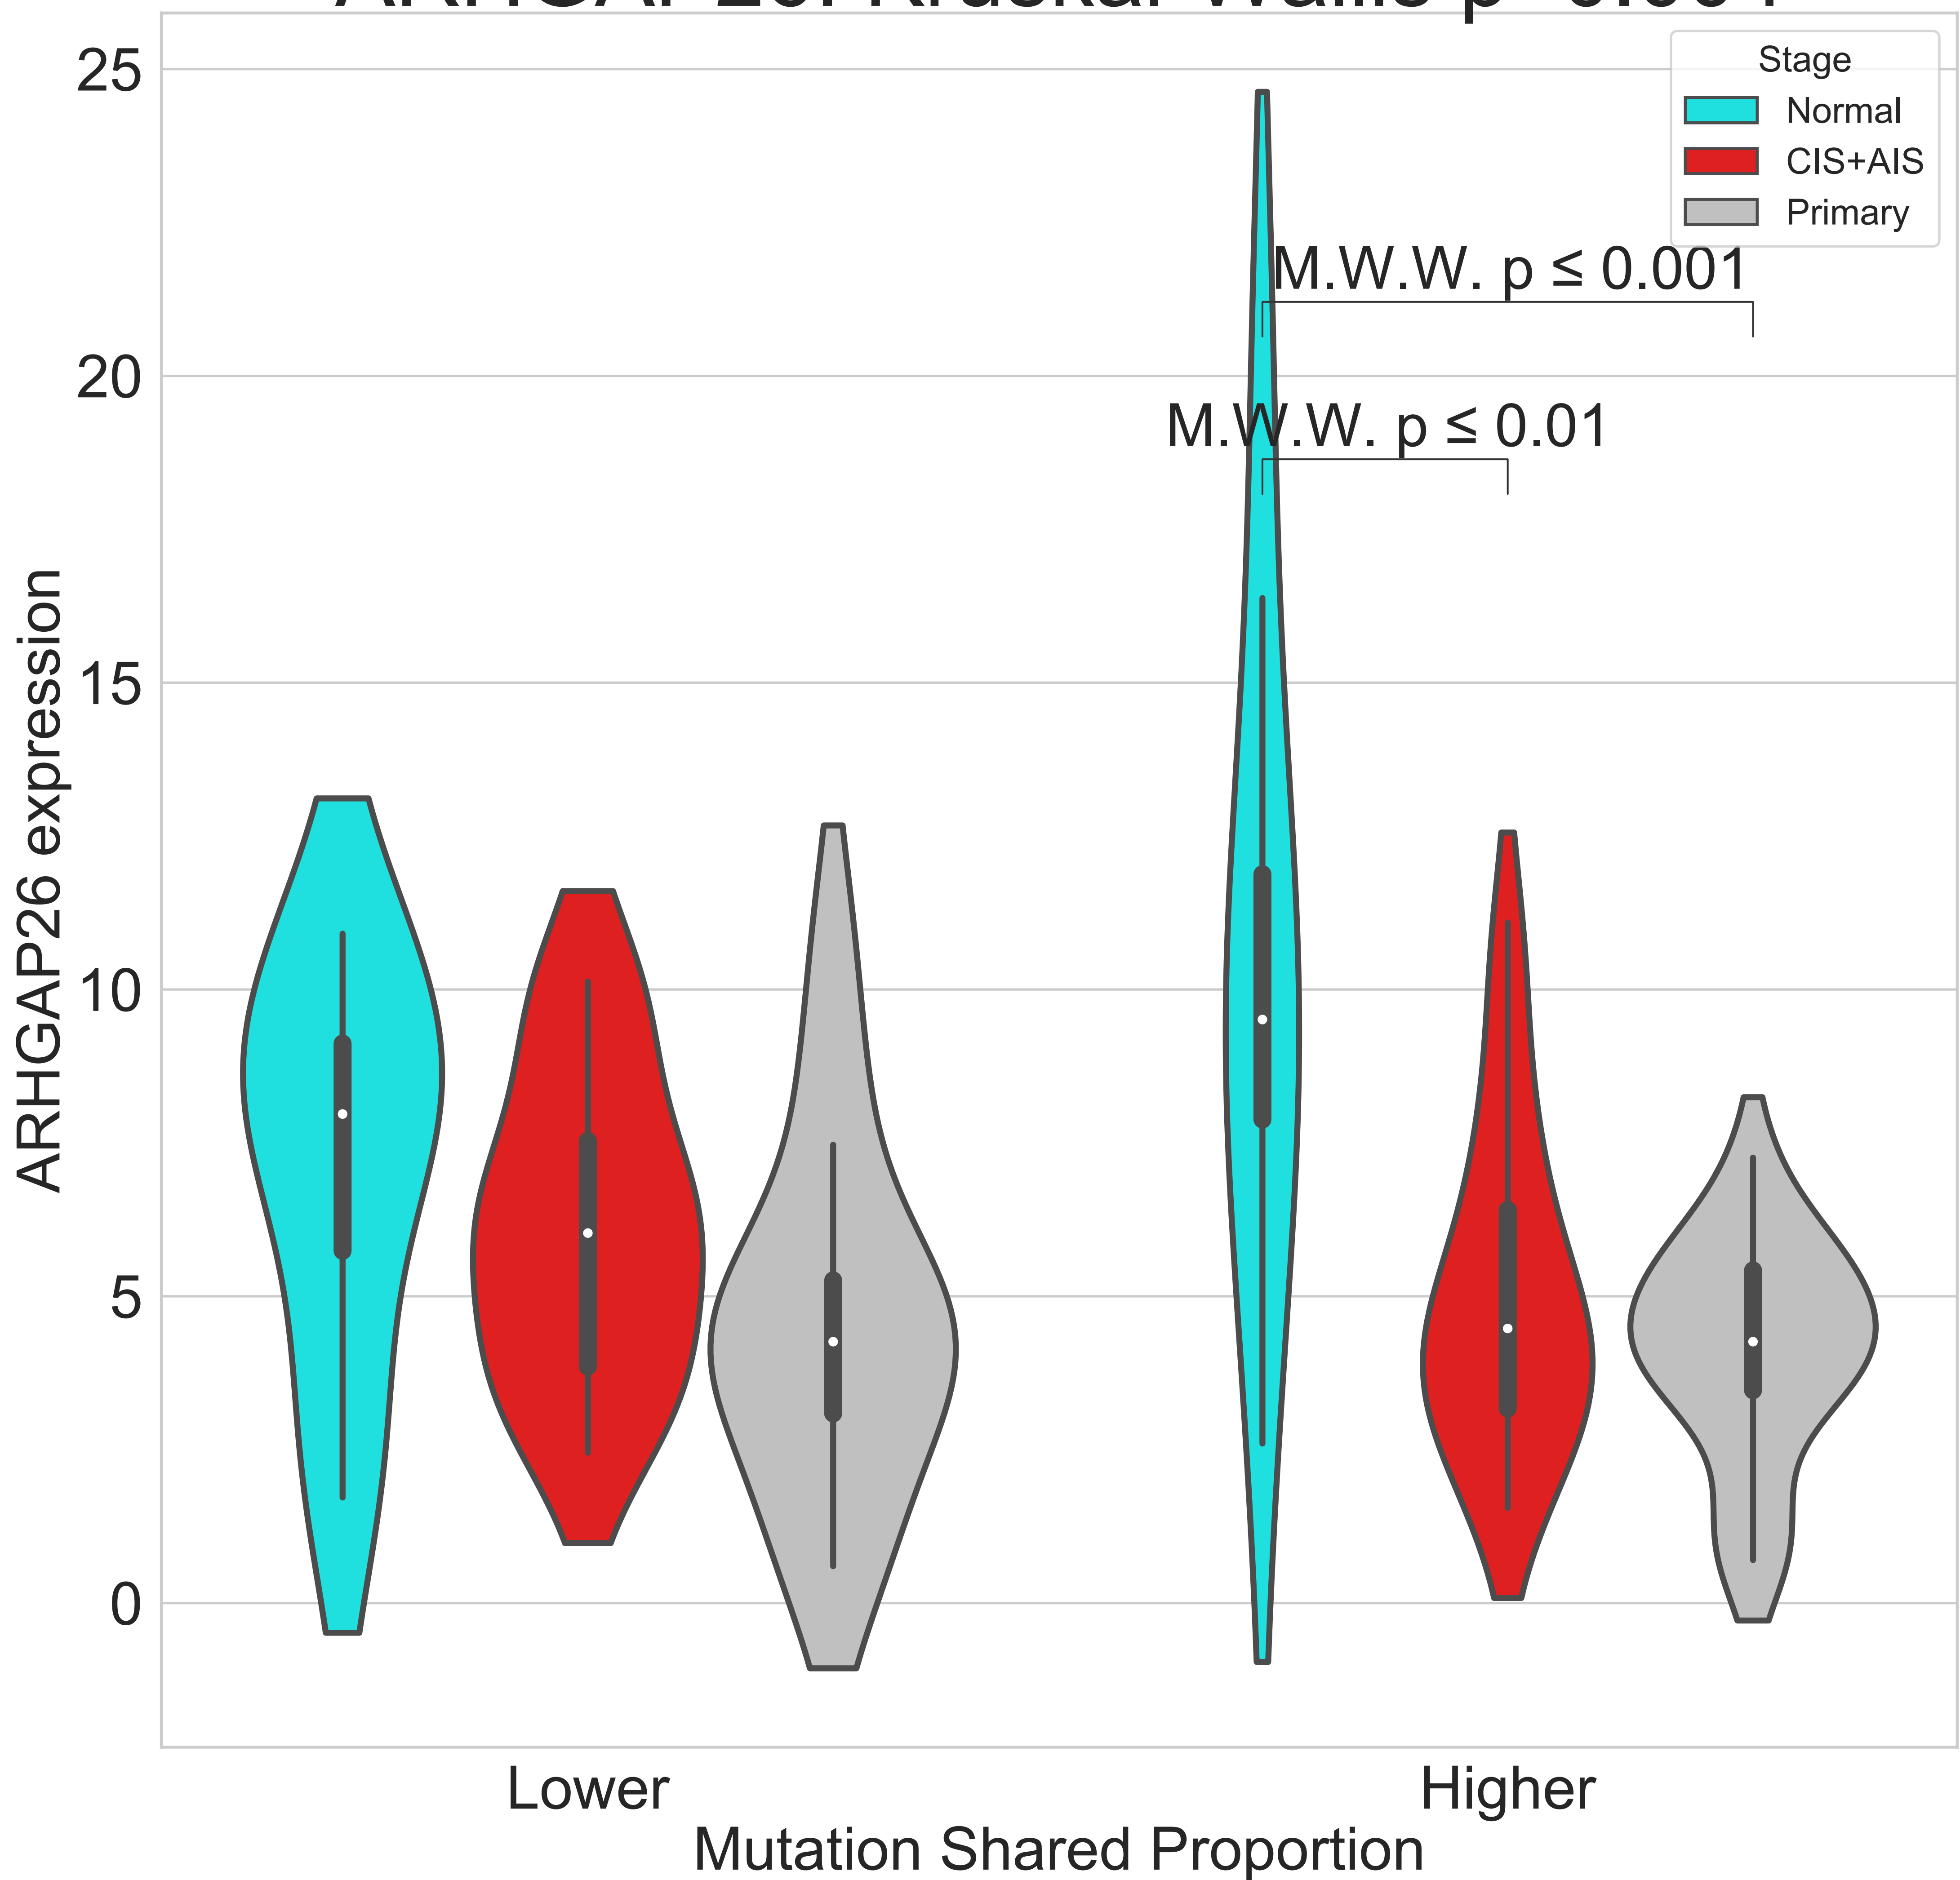 25
20
15
10
5
0
ARHGAP26 expression
Stage
Normal
CIS+AIS
Primary
M.W.W. p ≤ 0.001
M.W.W. p ≤ 0.01
Lower
Higher
Mutation Shared Proportion